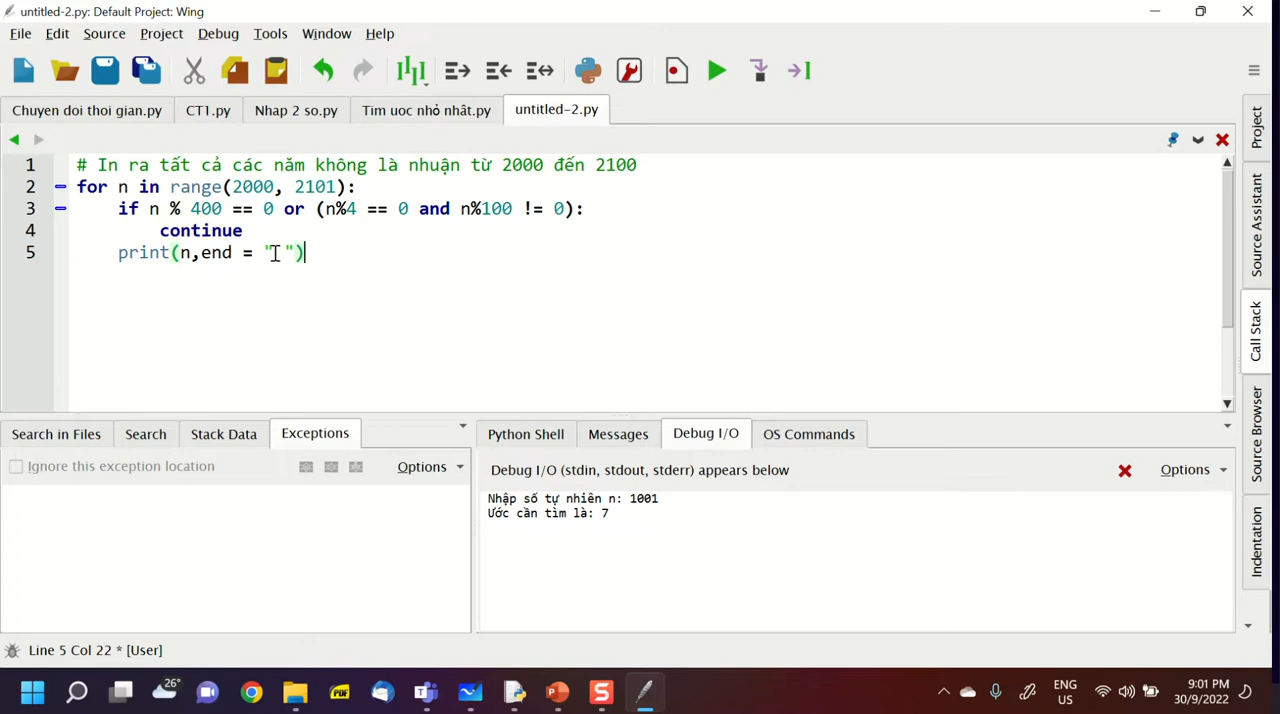 untitled-2.py: Default Project: Wing
File Edit Source Project Debug Tools Window Help
Chuyen doi thoi gian.py CT1.py Nhap 2 so.py Tim uoc nhỏ nhât.py untitled-2.py
1 # In ra tất cả các năm không là nhuận từ 2000 đến 2100
2 for n in range(2000, 2101):
3 if n % 400 == 0 or (n%4 == 0 and n%100 != 0):
4 continue
5 print(n,end = " ")
Project
Source Assistant
Call Stack
Source Browser
Indentation
Search in Files Search Stack Data Exceptions
Ignore this exception location Options
Python Shell Messages Debug I/O OS Commands
Debug I/O (stdin, stdout, stderr) appears below Options
Nhập số tự nhiên n: 1001
Ước cần tìm là: 7
Line 5 Col 22 * [User]
26°
PDF
ENG
US
9:01 PM
30/9/2022